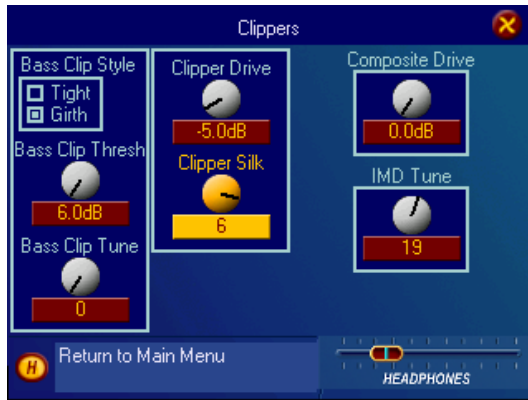 Clippers
Bass Clip Style
Tight
Girth
Bass Clip Thresh
6.0dB
Bass Clip Tune
0
Clipper Drive
-5.0dB
Clipper Silk
6
Composite Drive
0.0dB
IMD Tune
19
H
Return to Main Menu
HEADPHONES